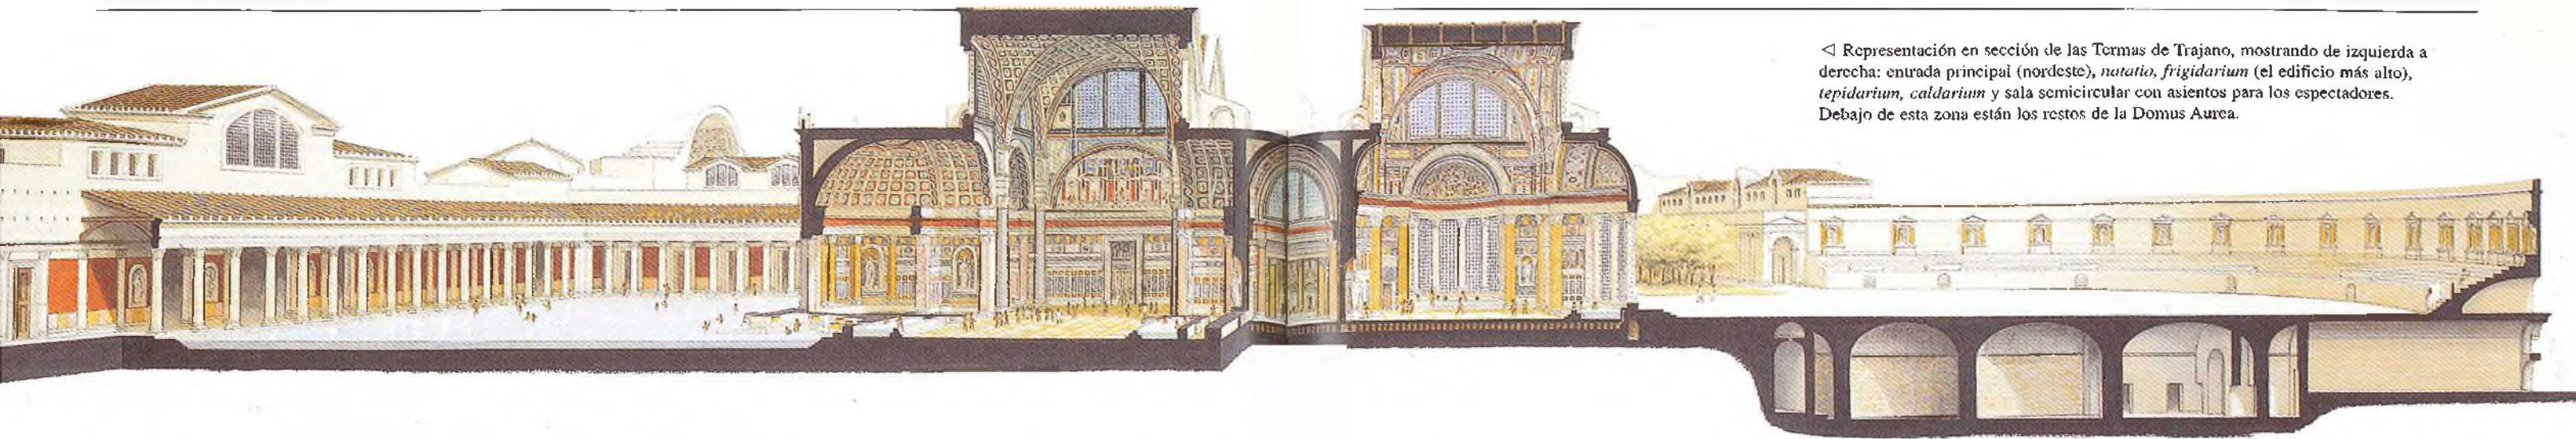 ◁ Representación en sección de las Termas de Trajano, mostrando de izquierda a
derecha: entrada principal (nordeste), natatio, frigidarium (el edificio más alto),
tepidarium, caldarium y sala semicircular con asientos para los espectadores.
Debajo de esta zona están los restos de la Domus Aurea.